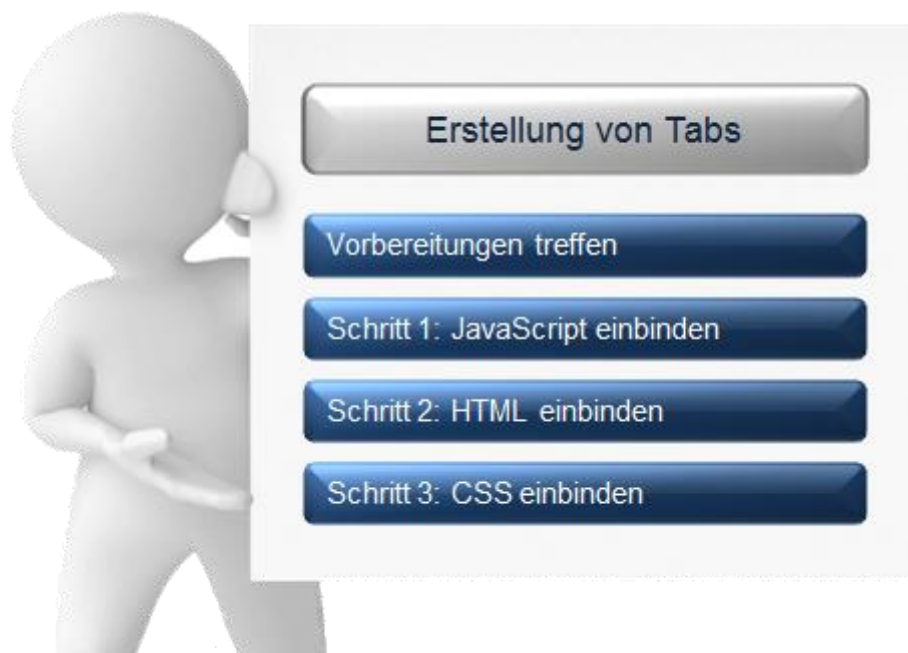 Erstellung von Tabs
Vorbereitungen treffen
Schritt 1: JavaScript einbinden
Schritt 2: HTML einbinden
Schritt 3: CSS einbinden